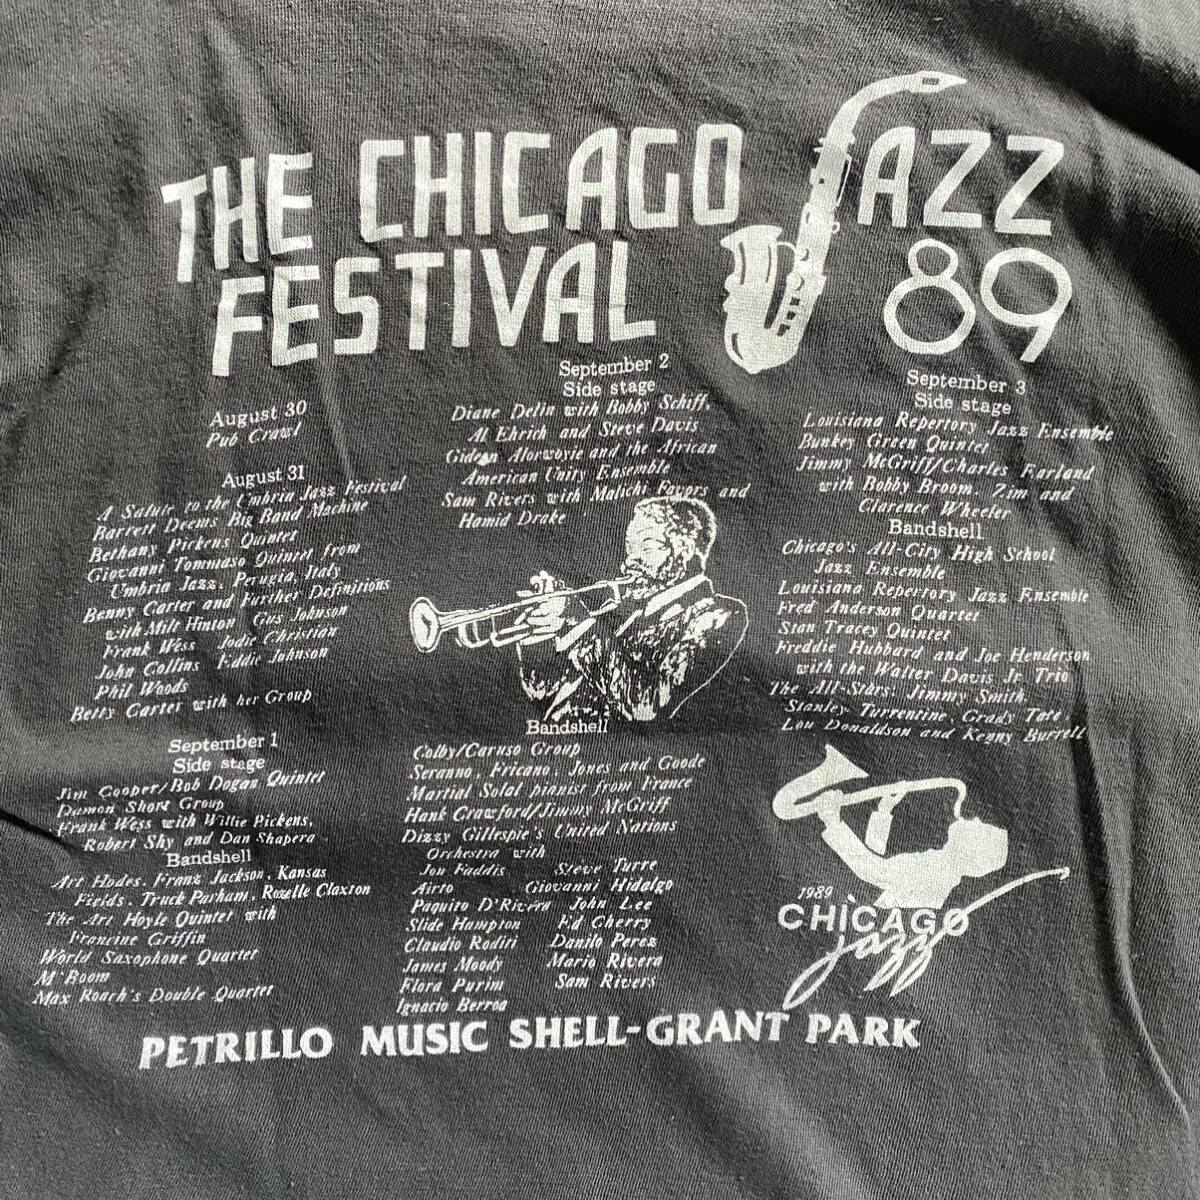 THE CHICAGO JAZZ
FESTIVAL 89
August 30
Pub Crawl
August 31
A Salute to the Umbria Jazz Festival
Barrett Deems Big Band Machine
Bethany Pickens Quintet
Giovanni Tommaso Quintet from
Umbria Jazz, Perugia, Italy
Benny Carter and Further Definitions
with Milt Hinton Gus Johnson
Frank Wess Jodie Christian
John Collins Eddie Johnson
Phil Woods
Betty Carter with her Group
September 1
Side stage
Jim Cooper/Bob Dogan Quintet
Damon Short Group
Frank Wess with Willie Pickens,
Robert Shy and Dan Shapera
Bandshell
Art Hodes, Franz Jackson, Kansas
Fields, Truck Parham, Rozelle Claxton
The Art Hoyle Quintet with
Francine Griffin
World Saxophone Quartet
M'Boom
Max Roach's Double Quartet
September 2
Side stage
Diane Delin with Bobby Schiff,
Al Ehrich and Steve Davis
Gideon Alorwoyie and the African
American Unity Ensemble
Sam Rivers with Malichi Favors and
Hamid Drake
Bandshell
Colby/Caruso Group
Seranno, Fricano, Jones and Goode
Martial Solal pianist from France
Hank Crawford/Jimmy McGriff
Dizzy Gillespie's United Nations
Orchestra with
Jon Faddis Steve Turre
Airto Giovanni Hidalgo
Paquito D'Rivera John Lee
Slide Hampton Ed Cherry
Claudio Rodiri Danilo Perez
James Moody Mario Rivera
Flora Purim Sam Rivers
Ignacio Berroa
September 3
Side stage
Louisiana Repertory Jazz Ensemble
Bunkey Green Quintet
Jimmy McGriff/Charles Earland
with Bobby Broom, Zim and
Clarence Wheeler
Bandshell
Chicago's All-City High School
Jazz Ensemble
Louisiana Reperrory Jazz Ensemble
Fred Anderson Quartet
Stan Tracey Quintet
Freddie Hubbard and Joe Henderson
with the Walter Davis Jr. Trio
The All-Stars: Jimmy Smith,
Stanley Turrentine, Grady Tate,
Lou Donaldson and Kenny Burrell
1989
CHICAGO
jazz
PETRILLO MUSIC SHELL-GRANT PARK